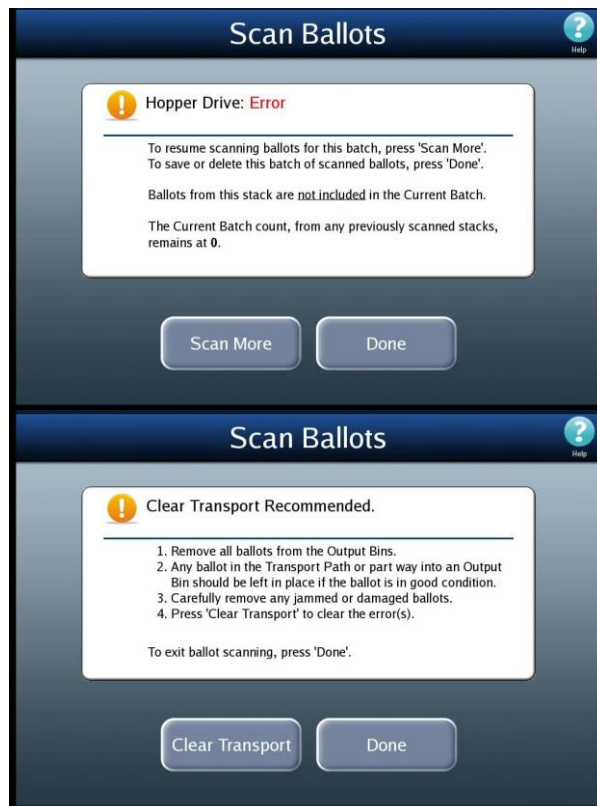 Scan Ballots
Help
Hopper Drive: Error
To resume scanning ballots for this batch, press 'Scan More'.
To save or delete this batch of scanned ballots, press 'Done'.
Ballots from this stack are not included in the Current Batch.
The Current Batch count, from any previously scanned stacks,
remains at 0.
Scan More
Done
Scan Ballots
Help
Clear Transport Recommended.
1. Remove all ballots from the Output Bins.
2. Any ballot in the Transport Path or part way into an Output
Bin should be left in place if the ballot is in good condition.
3. Carefully remove any jammed or damaged ballots.
4. Press 'Clear Transport' to clear the error(s).
To exit ballot scanning, press 'Done'.
Clear Transport
Done